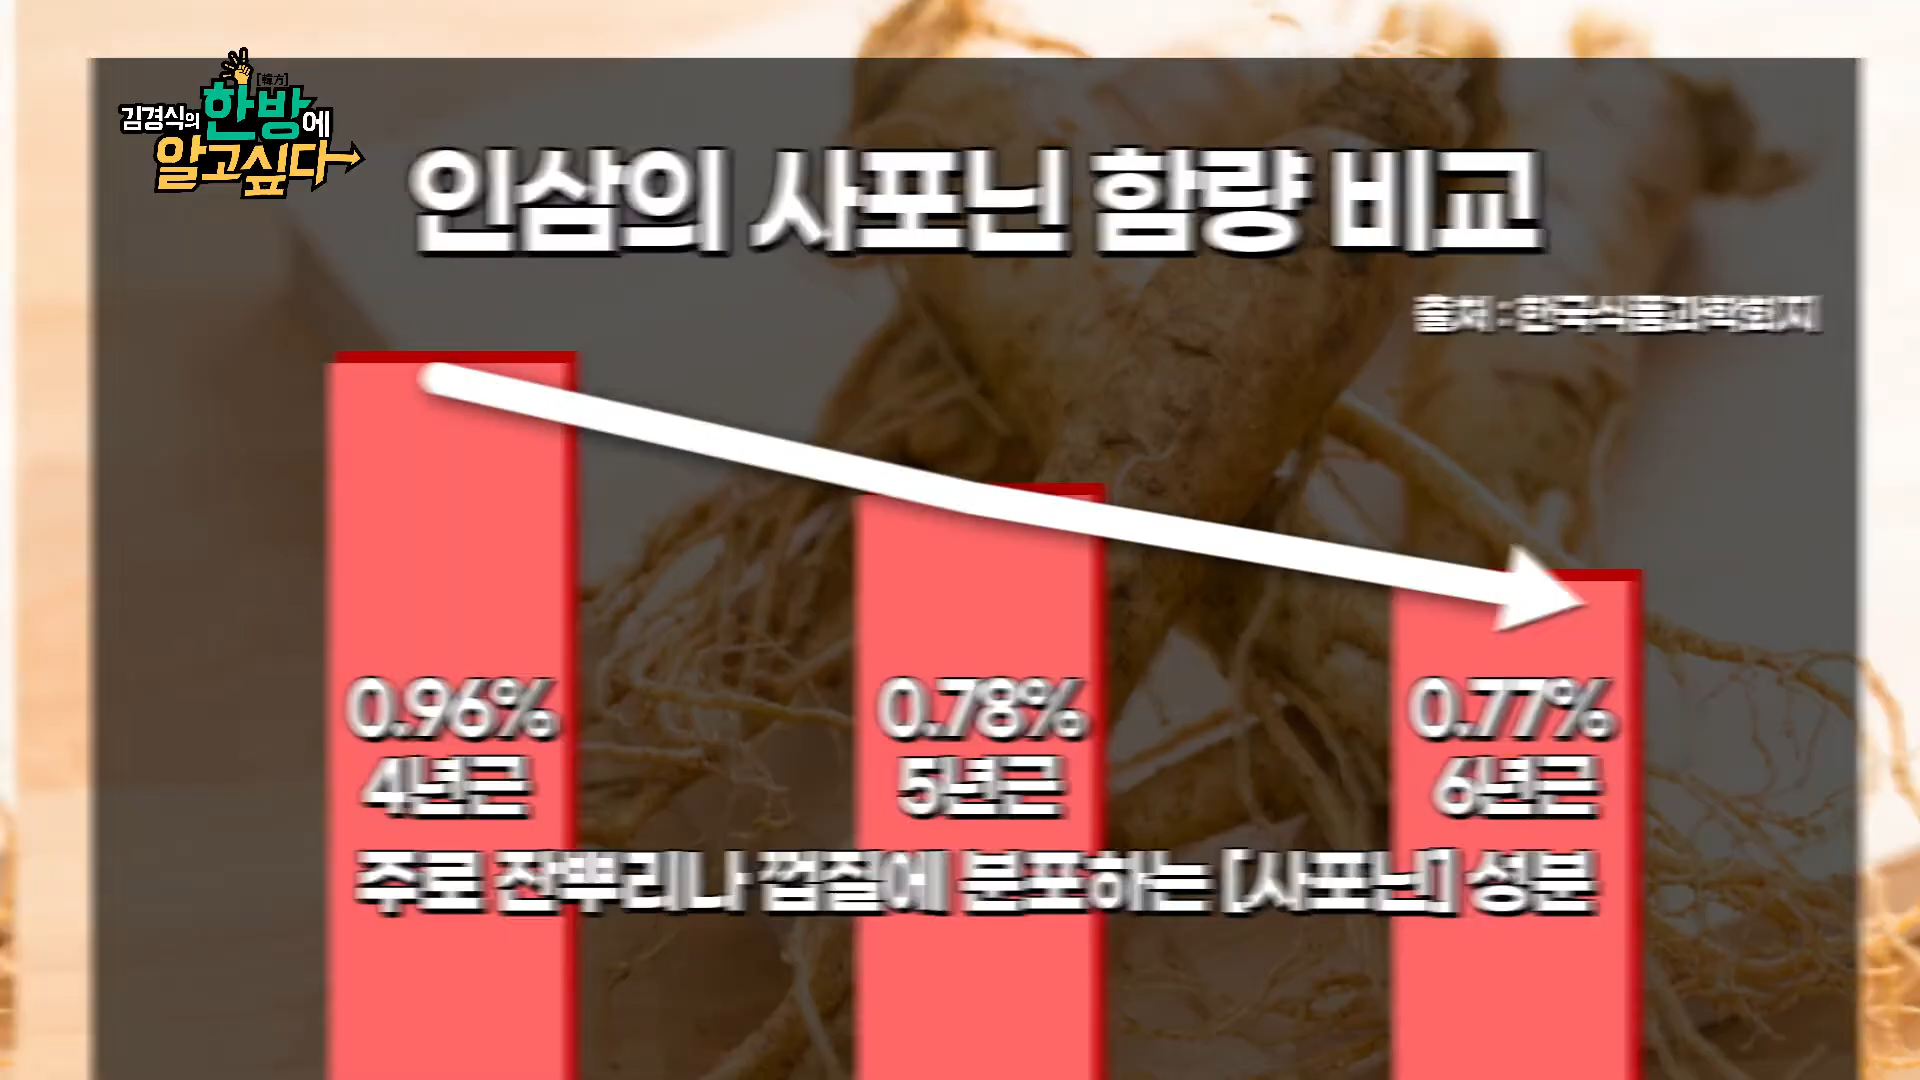 [韓方]
김경식의 한방에
알고싶다
인삼의 사포닌 함량 비교
출처 : 한국식품과학회지
0.96%
4년근
0.78%
5년근
0.77%
6년근
주로 잔뿌리나 껍질에 분포하는 [사포닌] 성분